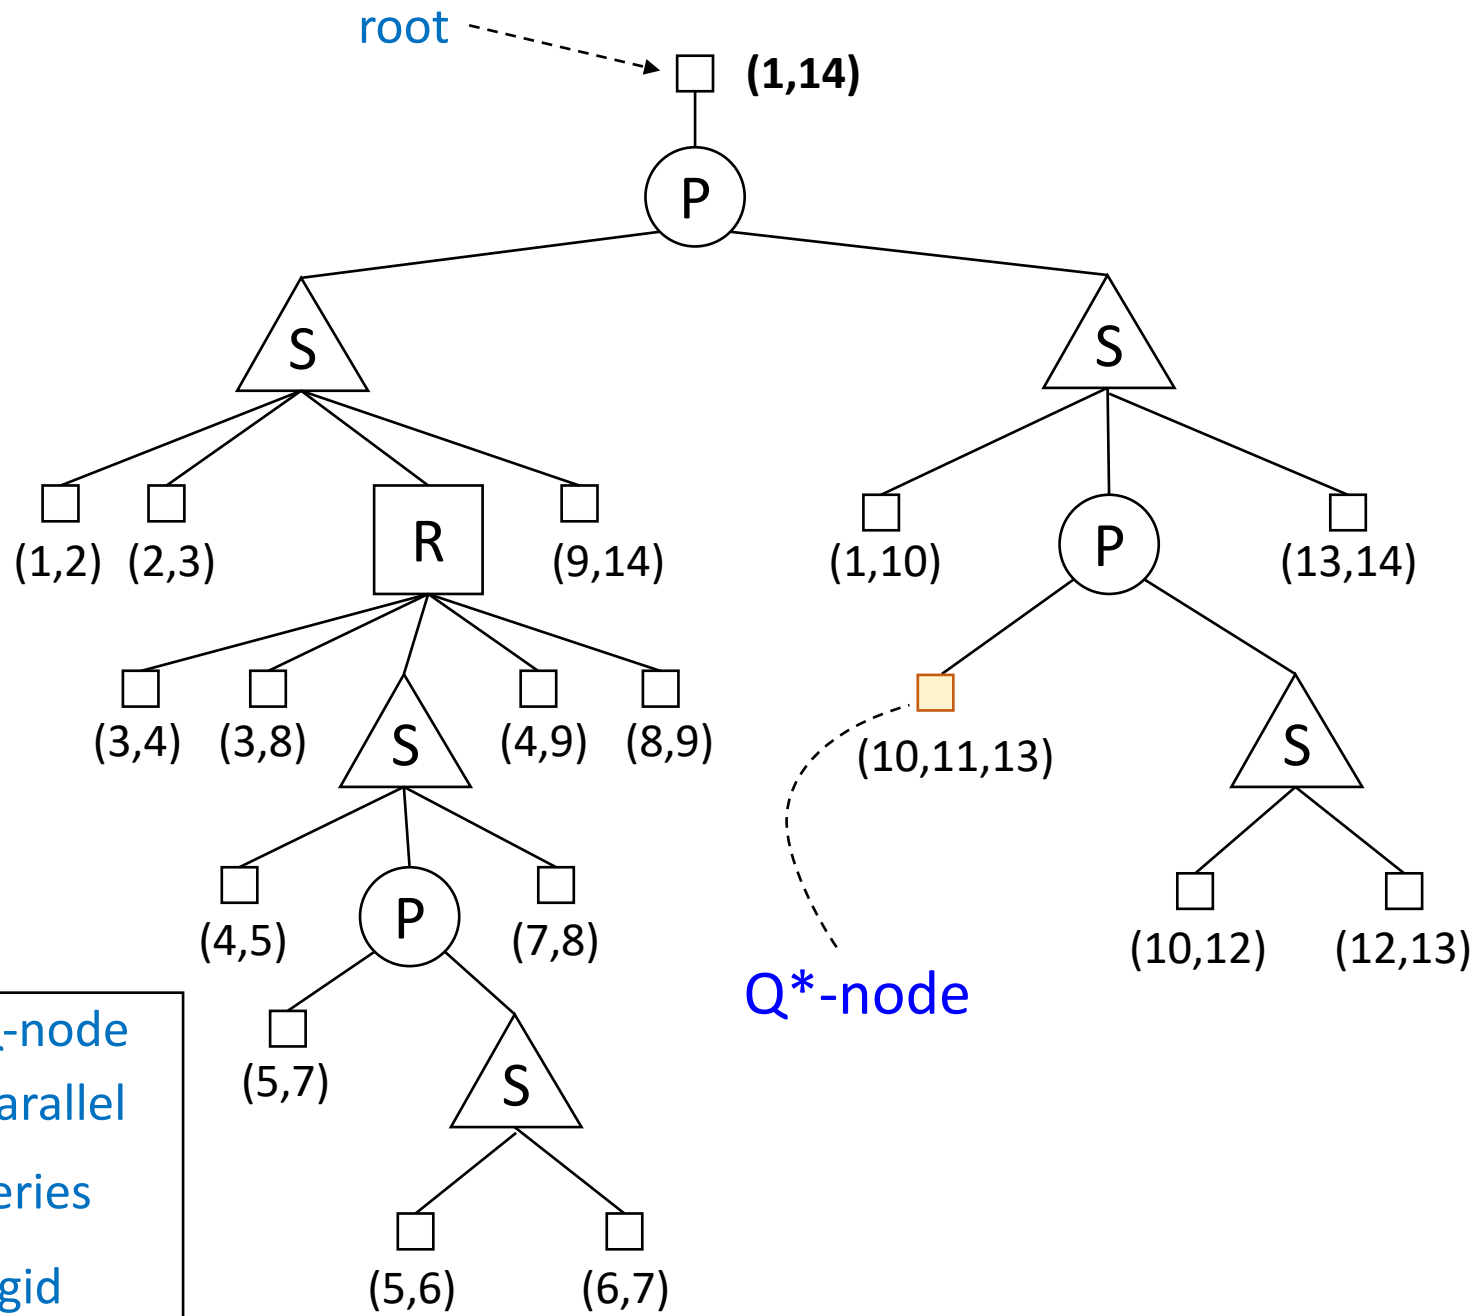 root
(1,14)
P
S
S
(1,2)
(2,3)
R
(9,14)
(1,10)
P
(13,14)
(3,4)
(3,8)
S
(4,9)
(8,9)
(10,11,13)
S
(4,5)
P
(7,8)
(10,12)
(12,13)
Q*-node
-node
(5,7)
S
arallel
eries
(5,6)
(6,7)
gid